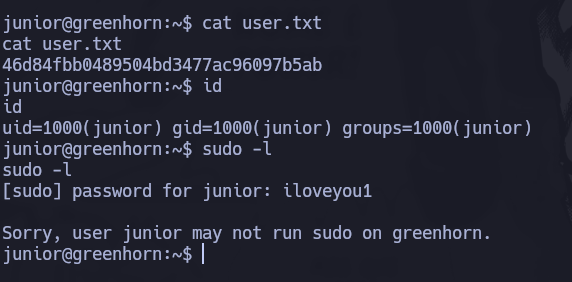 junior@greenhorn:~$ cat user.txt
cat user.txt
46d84fbb0489504bd3477ac96097b5ab
junior@greenhorn:~$ id
id
uid=1000(junior) gid=1000(junior) groups=1000(junior)
junior@greenhorn:~$ sudo -l
sudo -l
[sudo] password for junior: iloveyou1

Sorry, user junior may not run sudo on greenhorn.
junior@greenhorn:~$